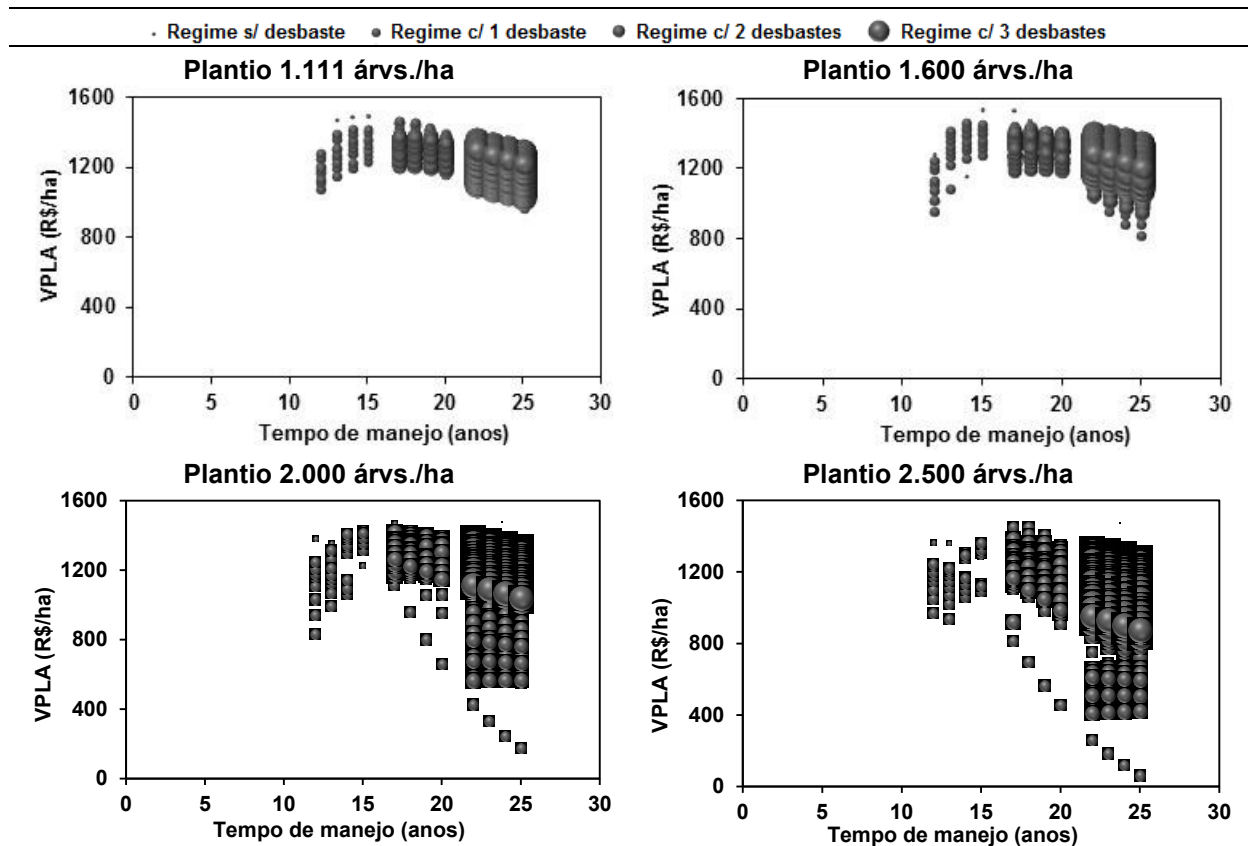 Regime s/ desbaste Regime c/ 1 desbaste Regime c/ 2 desbastes Regime c/ 3 desbastes
Plantio 1.111 árvs./ha
VPLA (R$/ha)
1600
1200
800
400
0
0 5 10 15 20 25 30
Tempo de manejo (anos)
Plantio 1.600 árvs./ha
VPLA (R$/ha)
1600
1200
800
400
0
0 5 10 15 20 25 30
Tempo de manejo (anos)
Plantio 2.000 árvs./ha
VPLA (R$/ha)
1600
1200
800
400
0
0 5 10 15 20 25 30
Tempo de manejo (anos)
Plantio 2.500 árvs./ha
VPLA (R$/ha)
1600
1200
800
400
0
0 5 10 15 20 25 30
Tempo de manejo (anos)